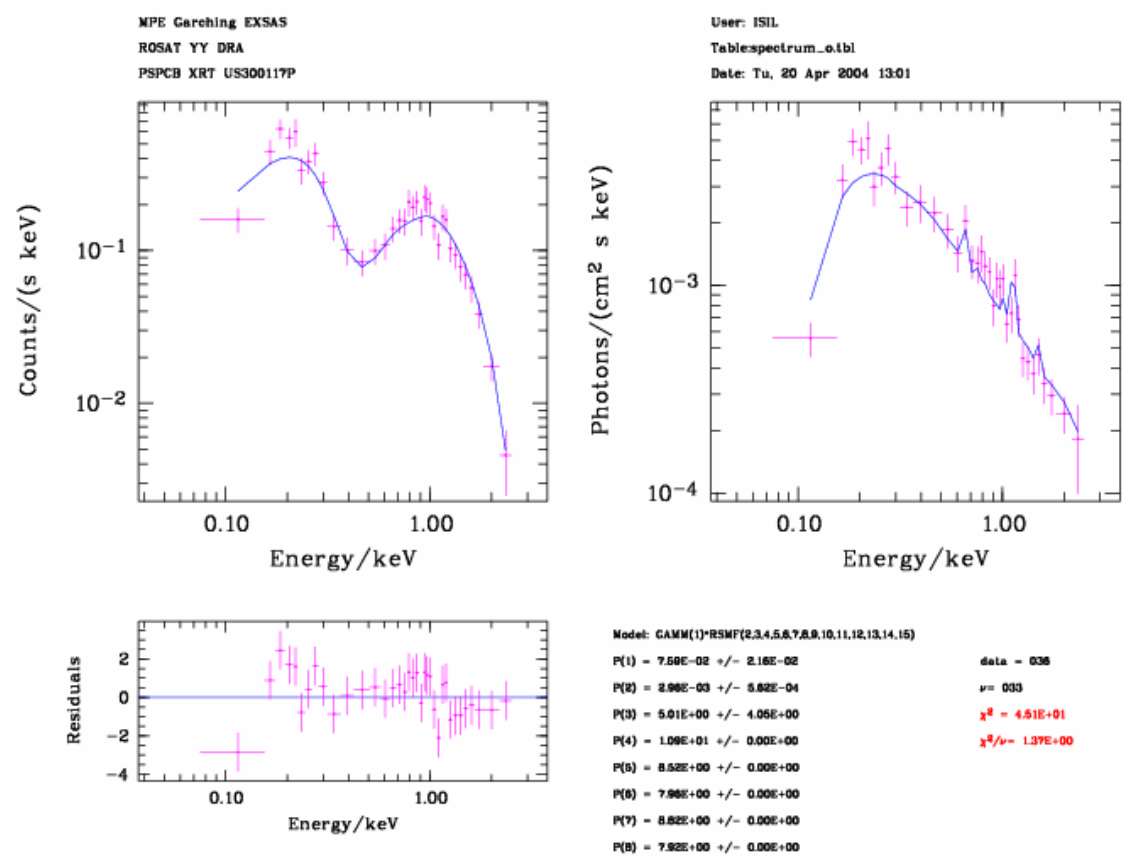 MPE Garching EXSAS
ROSAT YY DRA
PSPCB XRT US300117P
User: ISIL
Table:spectrum_o.tbl
Date: Tu, 20 Apr 2004 13:01
Counts/(s keV)
10⁻¹
10⁻²
0.10 1.00
Energy/keV
Photons/(cm² s keV)
10⁻³
10⁻⁴
0.10 1.00
Energy/keV
Residuals
2
0
−2
−4
0.10 1.00
Energy/keV
Model: GAMM(1)*RSMF(2,3,4,5,6,7,8,9,10,11,12,13,14,15)
P(1) = 7.59E-02 +/- 2.16E-02
P(2) = 2.96E-03 +/- 5.62E-04
P(3) = 5.01E+00 +/- 4.05E+00
P(4) = 1.09E+01 +/- 0.00E+00
P(5) = 8.52E+00 +/- 0.00E+00
P(6) = 7.96E+00 +/- 0.00E+00
P(7) = 8.62E+00 +/- 0.00E+00
P(8) = 7.92E+00 +/- 0.00E+00
data = 036
ν= 033
χ² = 4.51E+01
χ²/ν= 1.37E+00